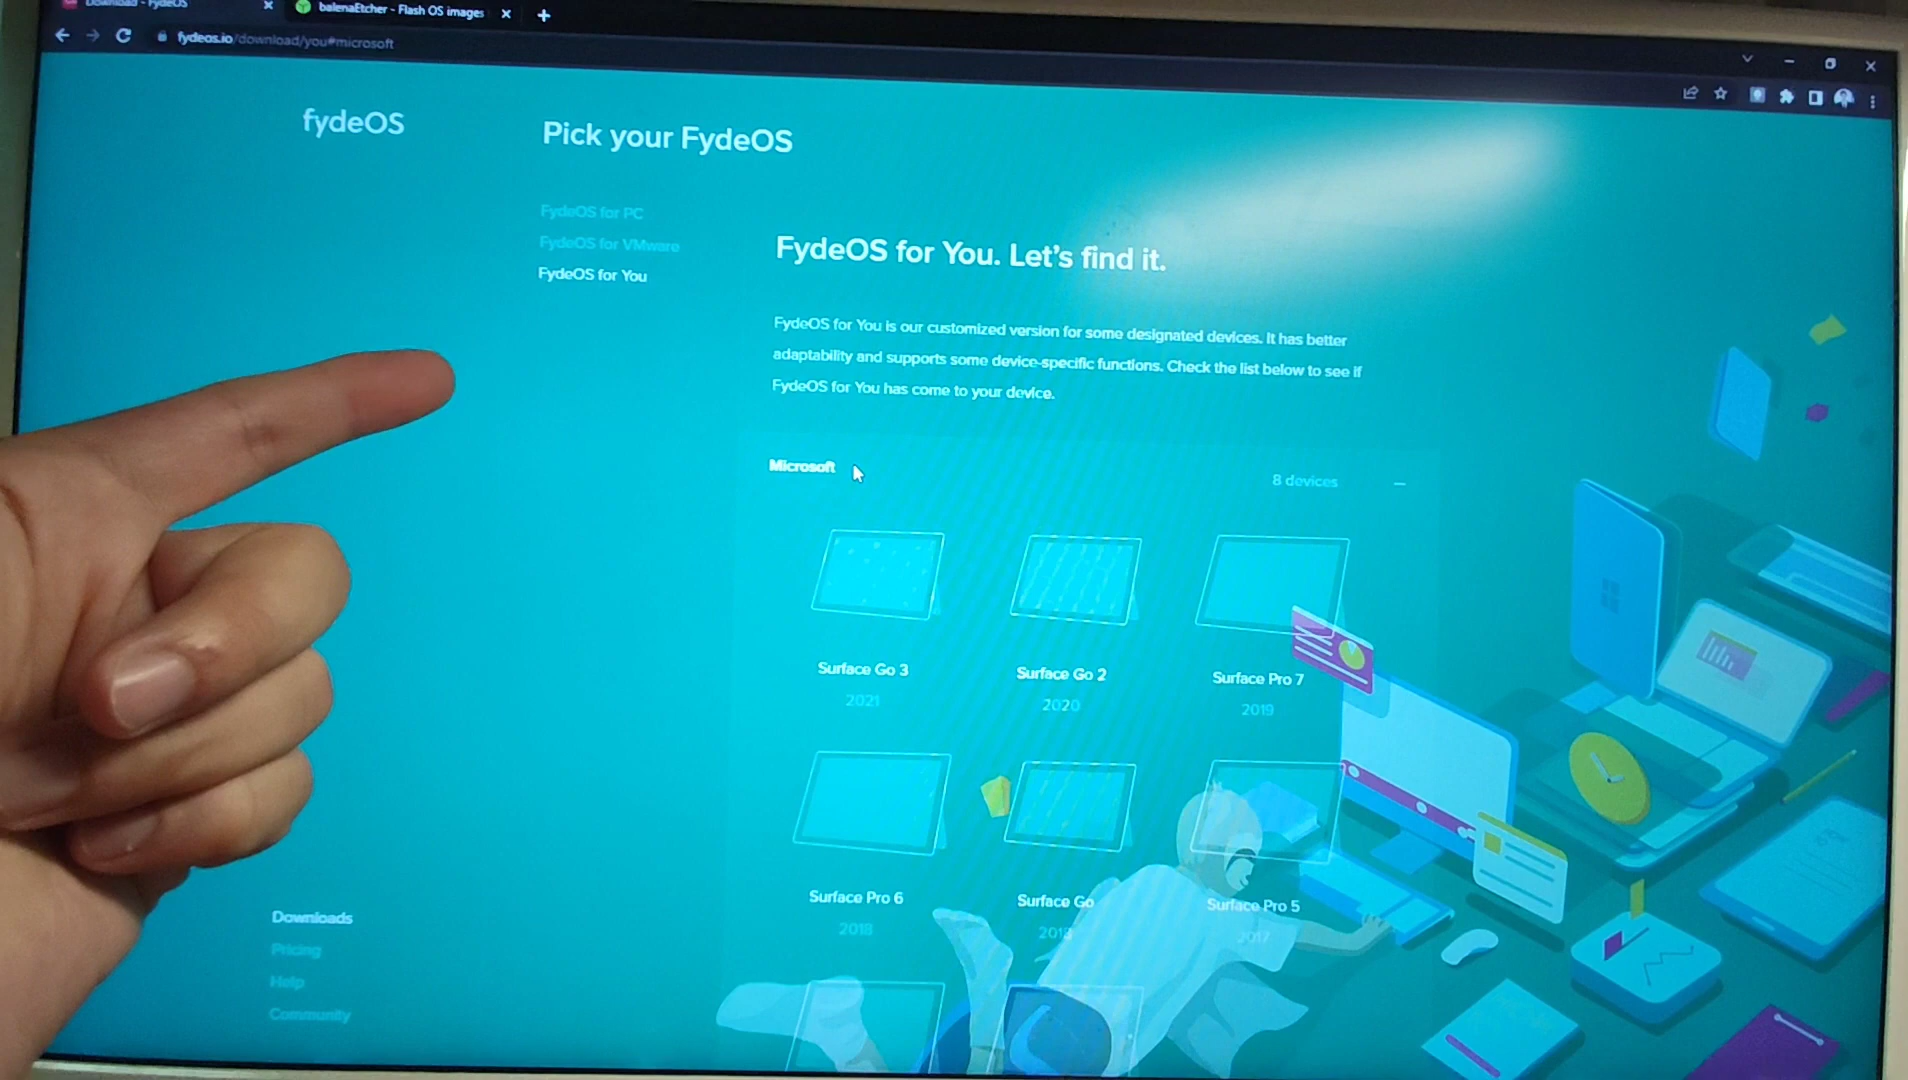 Download - FydeOS
balenaEtcher - Flash OS images
fydeos.io/download/you#microsoft
fydeOS
Pick your FydeOS
FydeOS for PC
FydeOS for VMware
FydeOS for You
FydeOS for You. Let's find it.
FydeOS for You is our customized version for some designated devices. It has better
adaptability and supports some device-specific functions. Check the list below to see if
FydeOS for You has come to your device.
Microsoft
8 devices
Surface Go 3
2021
Surface Go 2
2020
Surface Pro 7
2019
Surface Pro 6
2018
Surface Go
2018
Surface Pro 5
2017
Downloads
Pricing
Help
Community